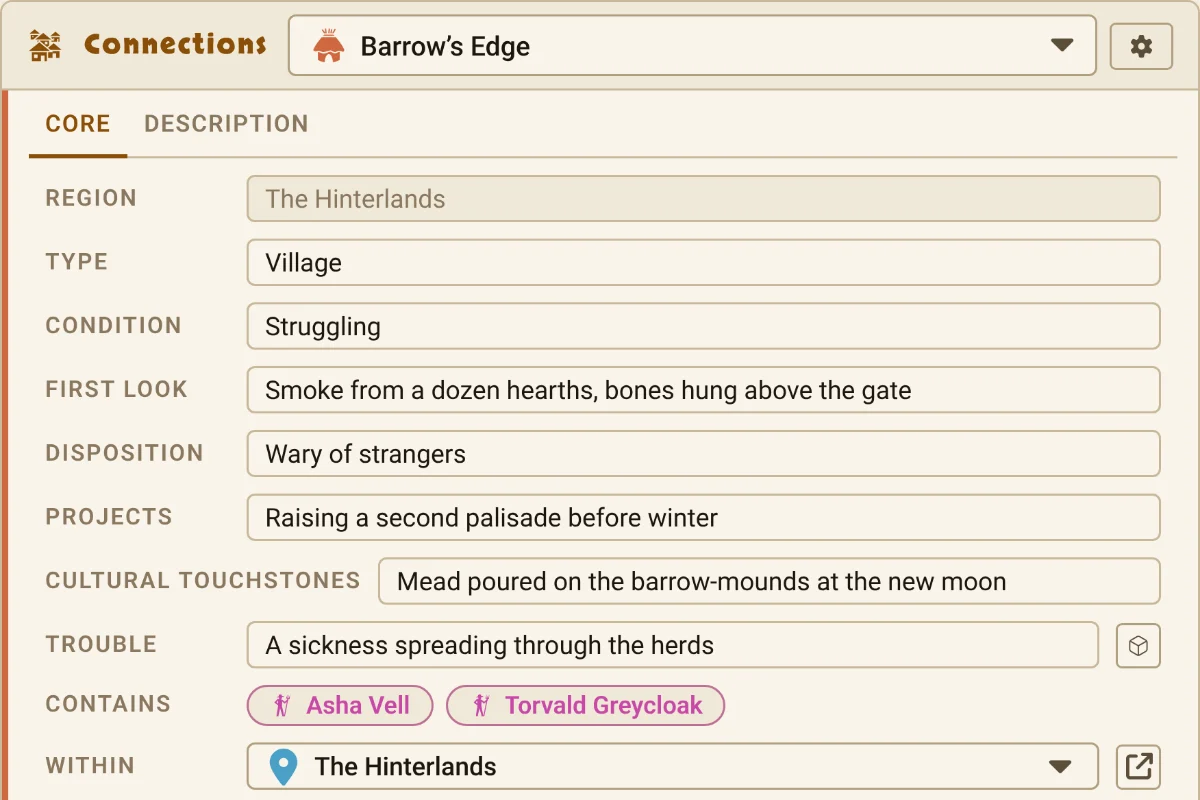 Connections Barrow’s Edge
CORE DESCRIPTION
REGION The Hinterlands
TYPE Village
CONDITION Struggling
FIRST LOOK Smoke from a dozen hearths, bones hung above the gate
DISPOSITION Wary of strangers
PROJECTS Raising a second palisade before winter
CULTURAL TOUCHSTONES Mead poured on the barrow-mounds at the new moon
TROUBLE A sickness spreading through the herds
CONTAINS Asha Vell Torvald Greycloak
WITHIN The Hinterlands